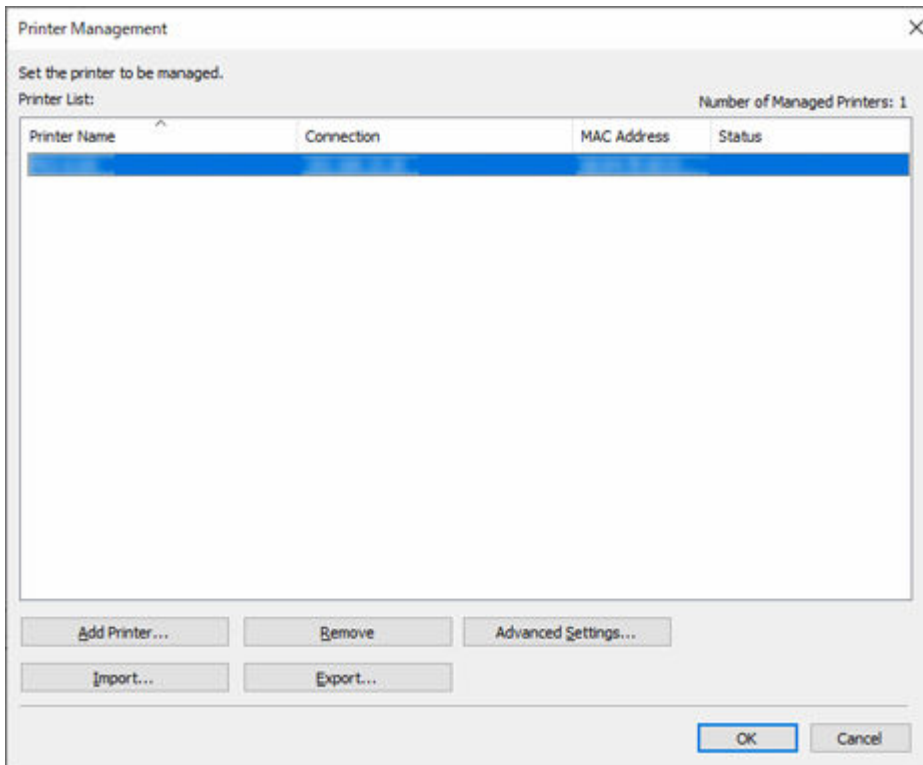 Printer Management
Set the printer to be managed.
Printer List:
Number of Managed Printers: 1
Printer Name Connection MAC Address Status
Add Printer... Remove Advanced Settings...
Import... Export...
OK Cancel